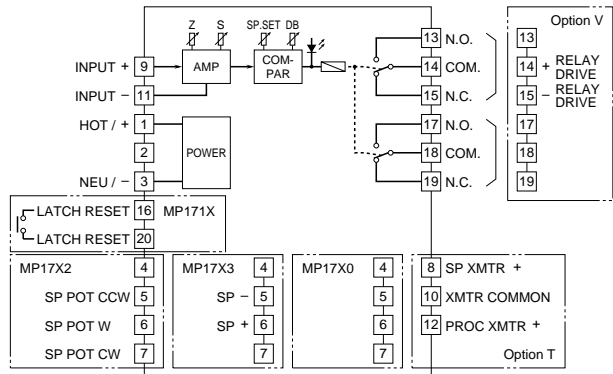 Z S SP.SET DB
INPUT + 9 AMP COM-
PAR
INPUT − 11
HOT / + 1
2 POWER
NEU / − 3
13 N.O.
14 COM.
15 N.C.
17 N.O.
18 COM.
19 N.C.
Option V
13
14 + RELAY
DRIVE
15 − RELAY
DRIVE
17
18
19
LATCH RESET 16 MP171X
LATCH RESET 20
MP17X2 4
SP POT CCW 5
SP POT W 6
SP POT CW 7
MP17X3 4
SP − 5
SP + 6
7
MP17X0 4
5
6
7
8 SP XMTR +
10 XMTR COMMON
12 PROC XMTR +
Option T